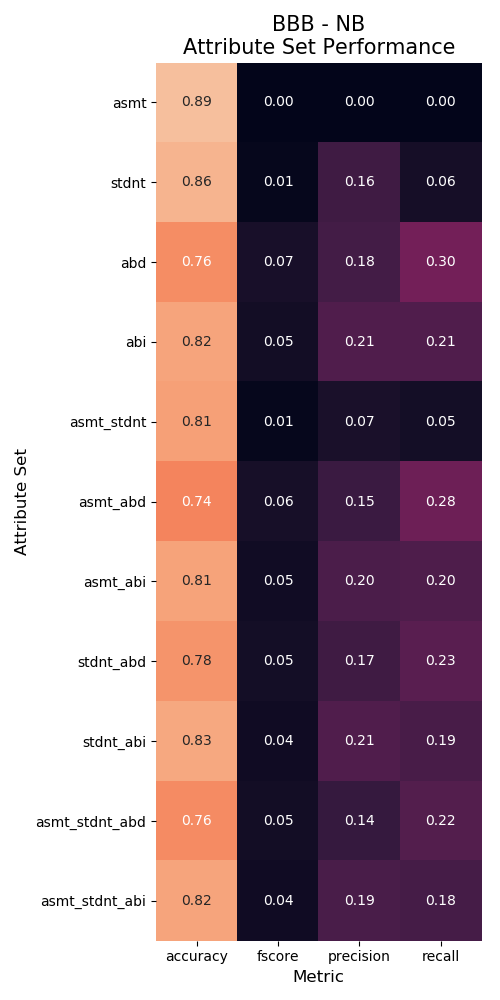 BBB - NB
Attribute Set Performance
asmt 0.89 0.00 0.00 0.00
stdnt 0.86 0.01 0.16 0.06
abd 0.76 0.07 0.18 0.30
abi 0.82 0.05 0.21 0.21
asmt_stdnt 0.81 0.01 0.07 0.05
asmt_abd 0.74 0.06 0.15 0.28
asmt_abi 0.81 0.05 0.20 0.20
stdnt_abd 0.78 0.05 0.17 0.23
stdnt_abi 0.83 0.04 0.21 0.19
asmt_stdnt_abd 0.76 0.05 0.14 0.22
asmt_stdnt_abi 0.82 0.04 0.19 0.18
Attribute Set
accuracy fscore precision recall
Metric